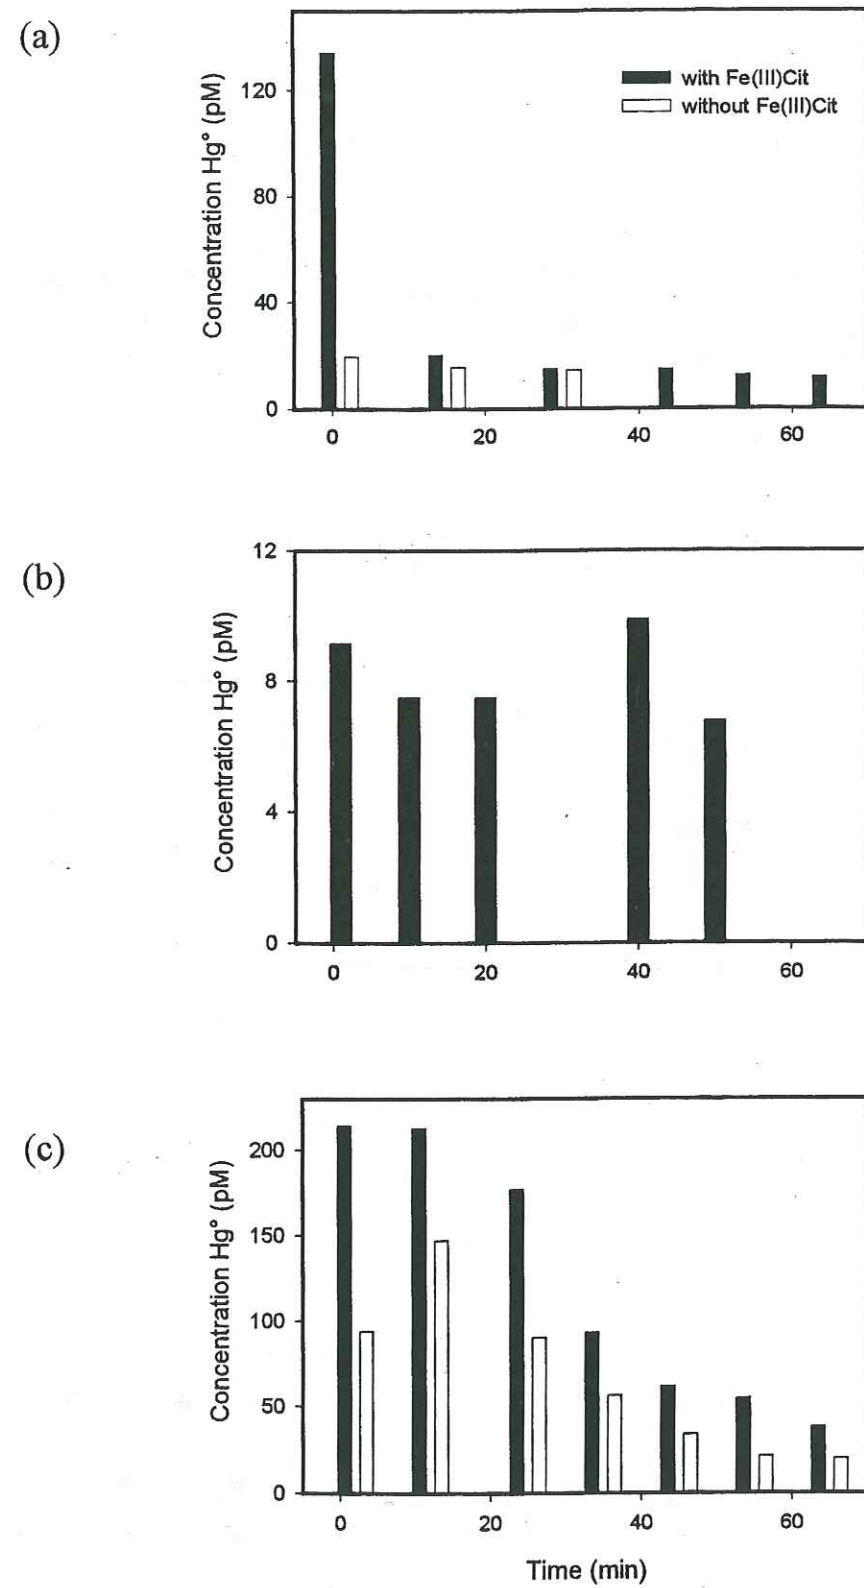 (a)
Concentration Hg° (pM)
120
80
40
0
with Fe(III)Cit
without Fe(III)Cit
0 20 40 60
(b)
Concentration Hg° (pM)
12
8
4
0
0 20 40 60
(c)
Concentration Hg° (pM)
200
150
100
50
0
0 20 40 60
Time (min)